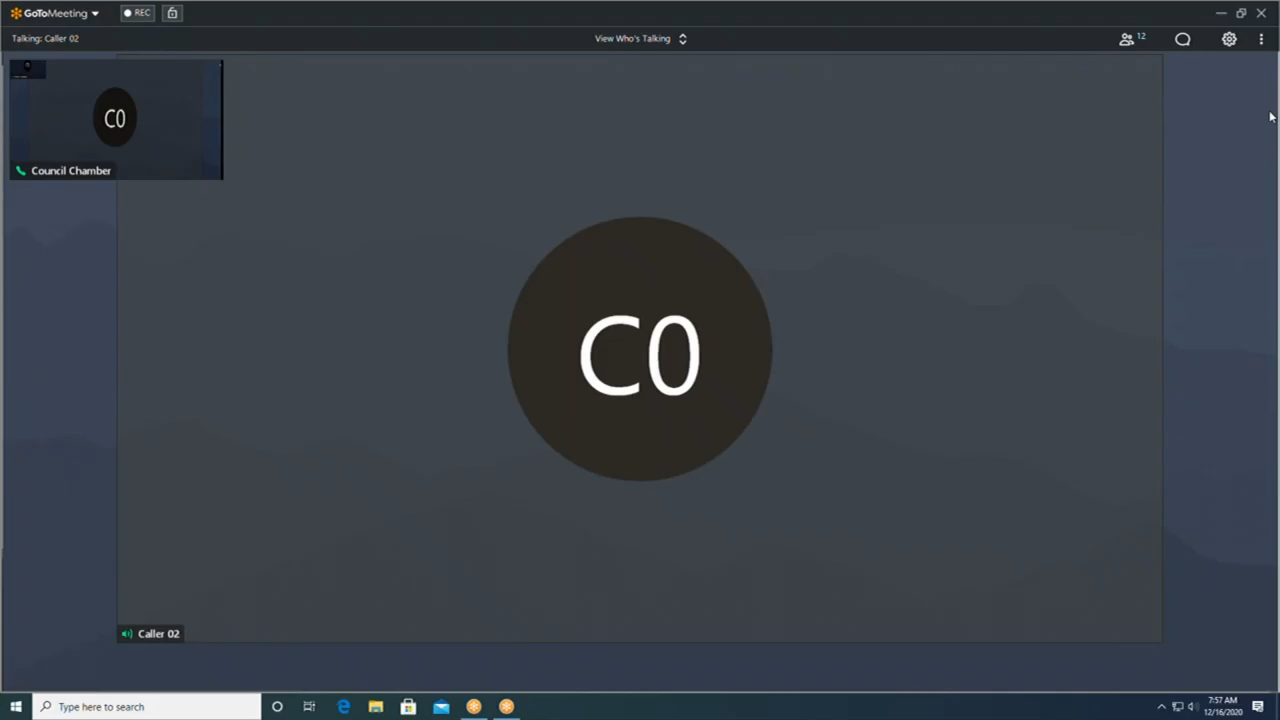 GoToMeeting
REC
Talking: Caller 02
View Who's Talking
12
C0
Council Chamber
C0
Caller 02
Type here to search
7:57 AM
12/16/2020